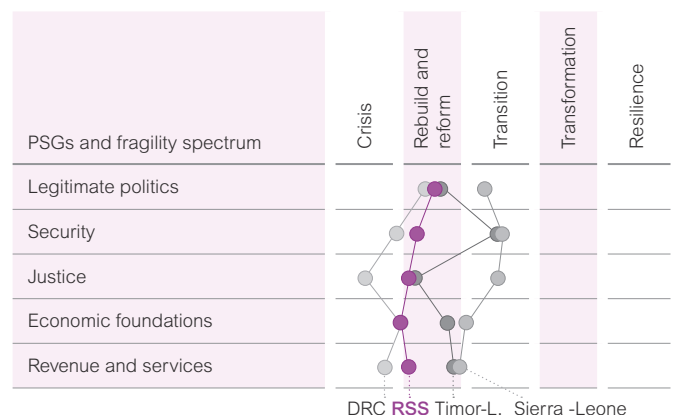 Crisis
Rebuild and
reform
Transition
Transformation
Resilience
PSGs and fragility spectrum
Legitimate politics
Security
Justice
Economic foundations
Revenue and services
DRC RSS Timor-L. Sierra -Leone